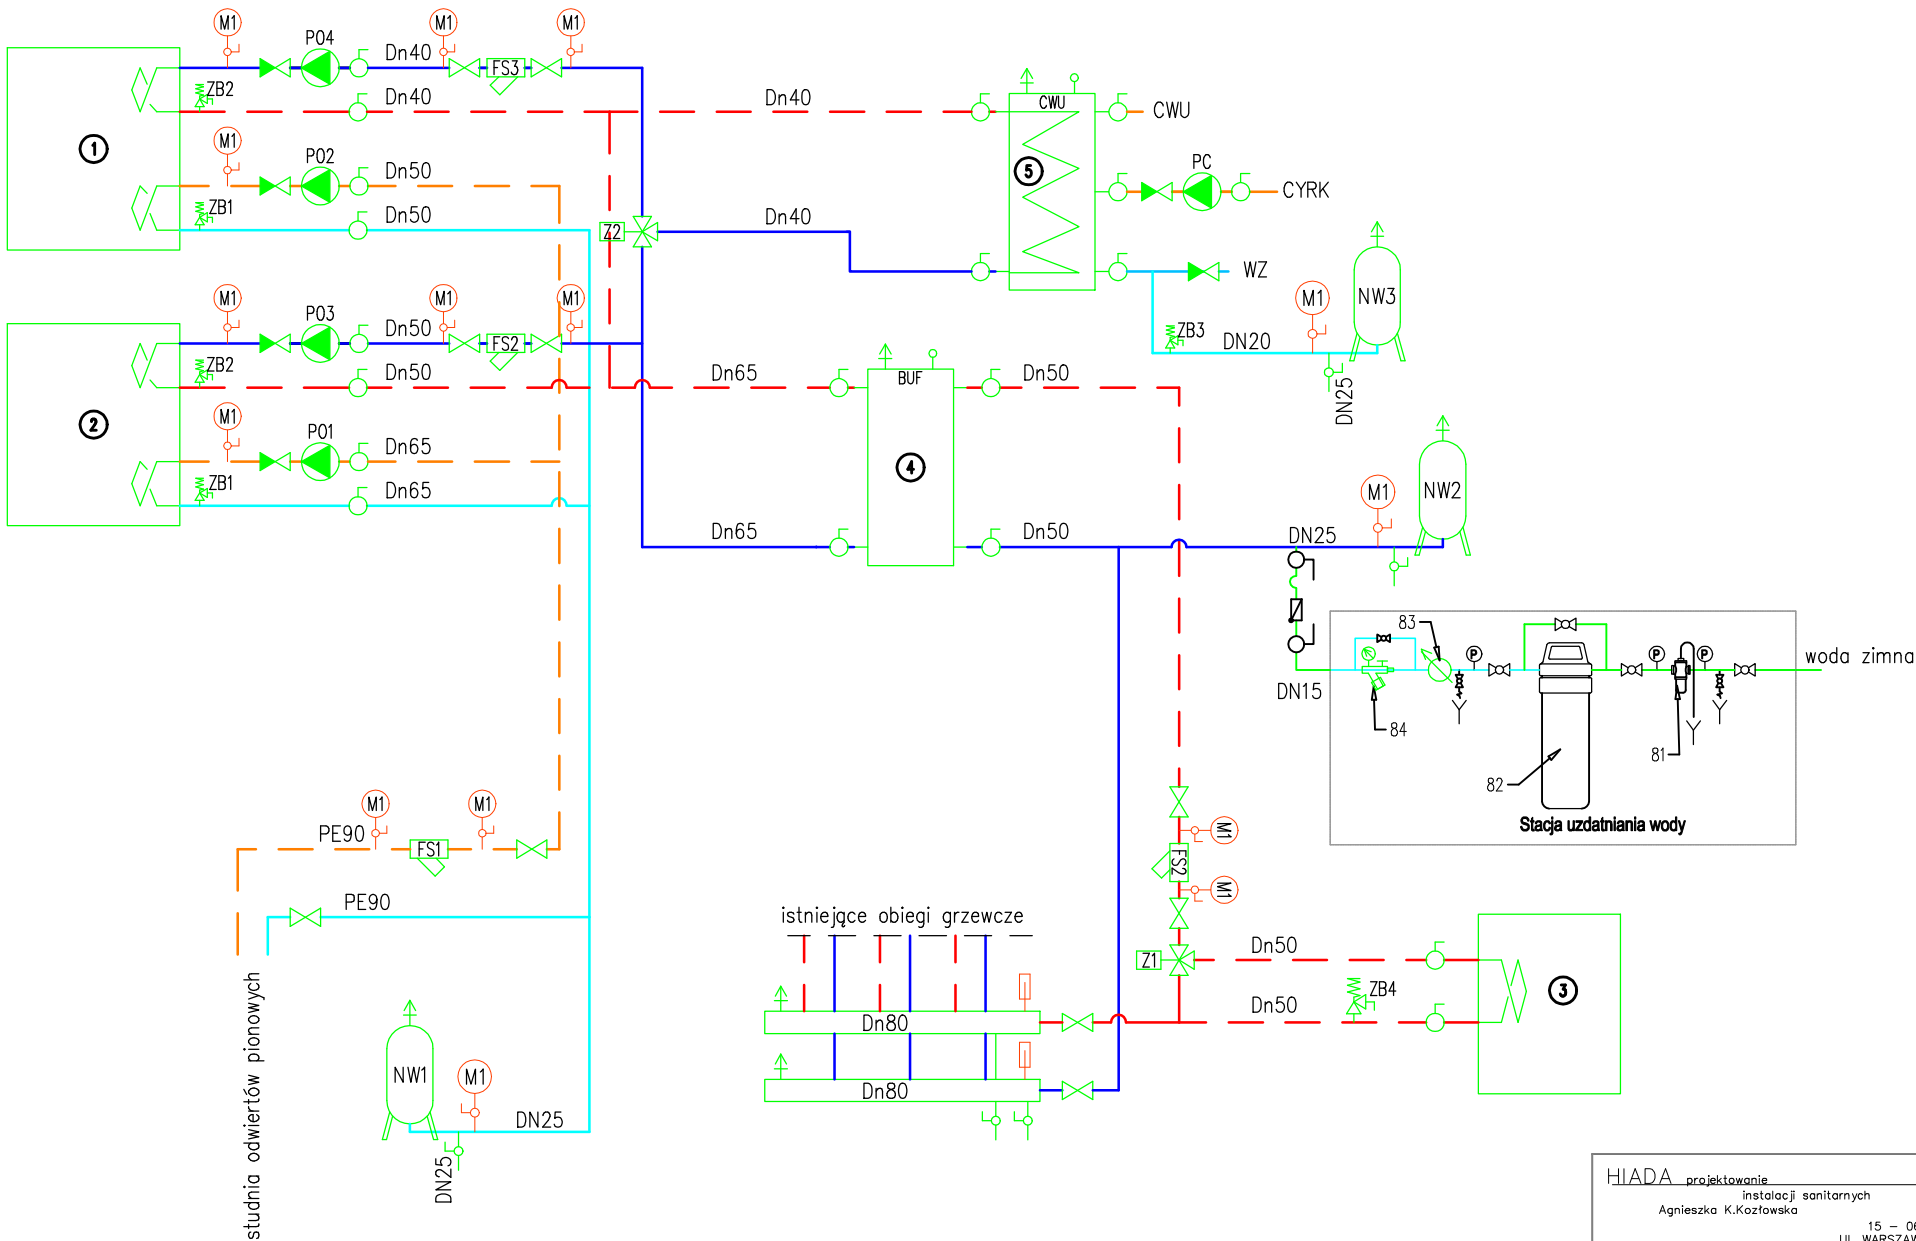 M1
M1
M1
P04
Dn40
FS3
ZB2
Dn40
Dn40
CWU
CWU
1
M1
P02
Dn50
PC
5
CYRK
ZB1
Dn50
Z2
Dn40
WZ
M1
M1
M1
M1
NW3
P03
Dn50
FS2
ZB3
DN20
ZB2
Dn50
Dn65
BUF
Dn50
DN25
M1
2
P01
Dn65
4
ZB1
Dn65
M1
NW2
Dn65
Dn50
DN25
83
P
P
P
woda zimna
DN15
84
81
82
Stacja uzdatniania wody
M1
M1
PE90
FS1
M1
FS2
M1
PE90
istniejące obiegi grzewcze
Dn50
Z1
3
ZB4
Dn50
Dn80
studnia odwiertów pionowych
NW1
M1
Dn80
DN25
DN25
HIADA projektowanie
instalacji sanitarnych
Agnieszka K.Kozłowska
15 – 06
UL WARSZAW